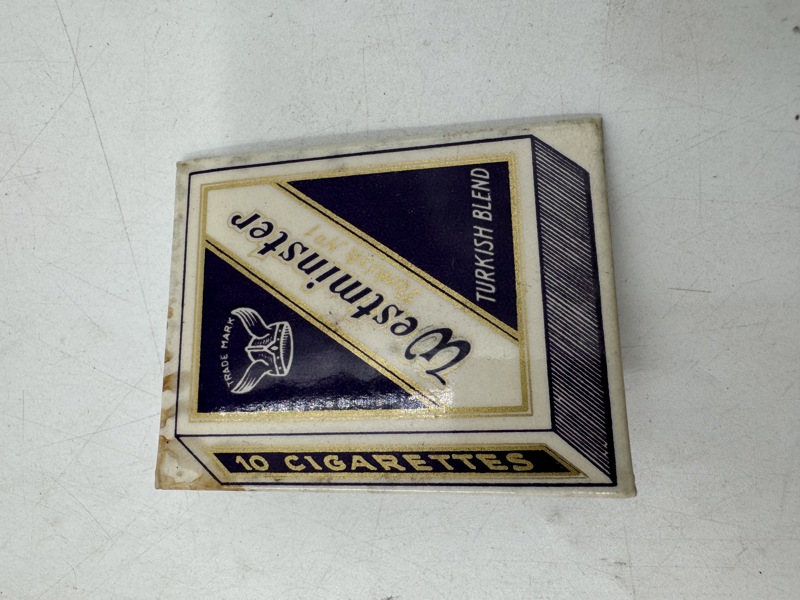 TRADE MARK
Westminster
TURKISH BLEND
10 CIGARETTES